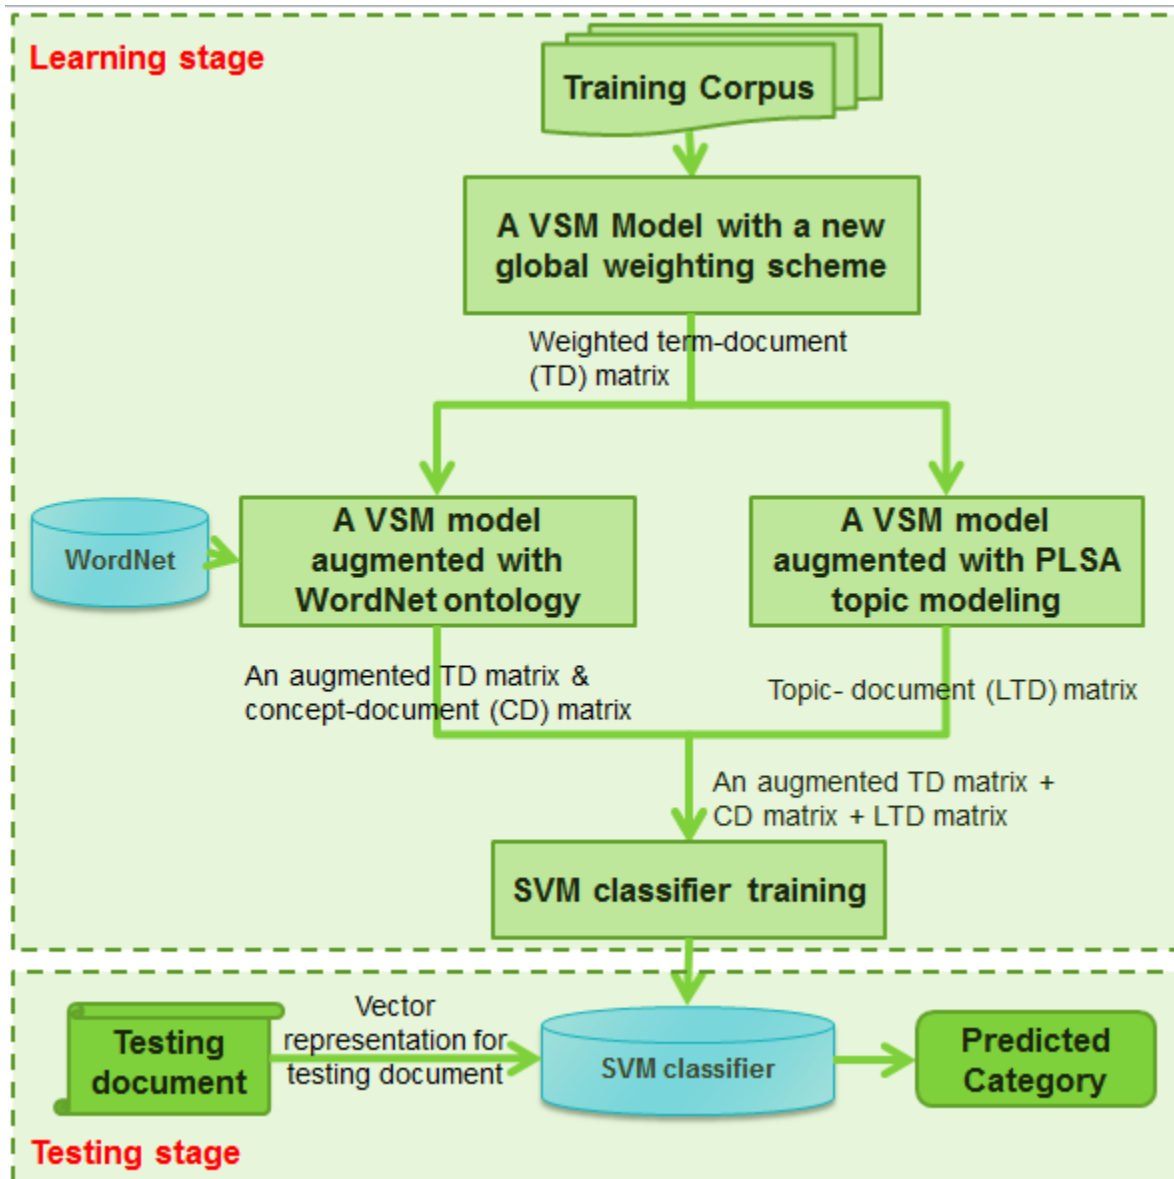 Learning stage
Training Corpus
A VSM Model with a new
global weighting scheme
Weighted term-document
(TD) matrix
WordNet
A VSM model
augmented with
WordNet ontology
A VSM model
augmented with PLSA
topic modeling
An augmented TD matrix &
concept-document (CD) matrix
Topic- document (LTD) matrix
An augmented TD matrix +
CD matrix + LTD matrix
SVM classifier training
Testing
document
Vector
representation for
testing document
SVM classifier
Predicted
Category
Testing stage